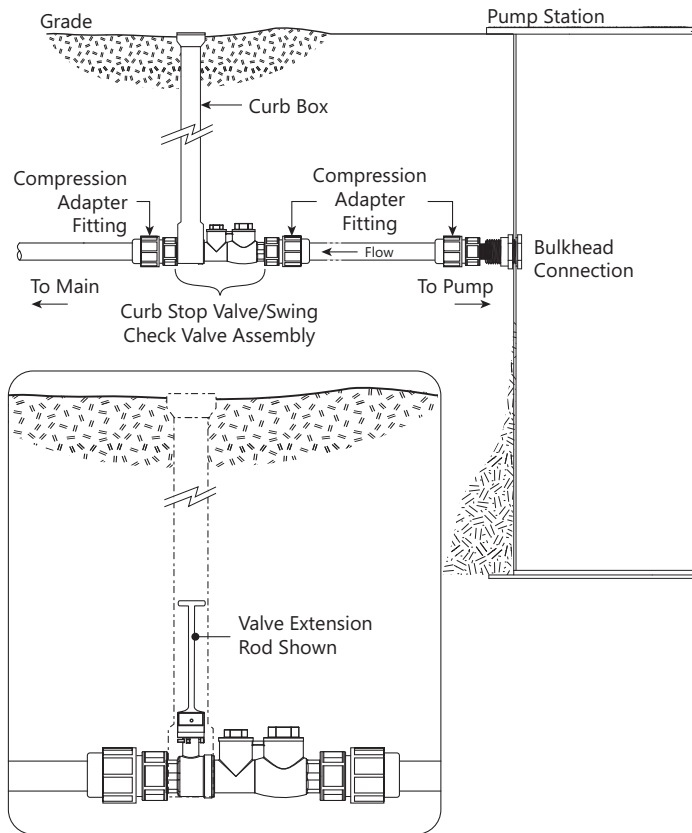 Grade
Pump Station
Curb Box
Compression
Adapter
Fitting
Compression
Adapter
Fitting
Flow
Bulkhead
Connection
To Main
To Pump
Curb Stop Valve/Swing
Check Valve Assembly
Valve Extension
Rod Shown